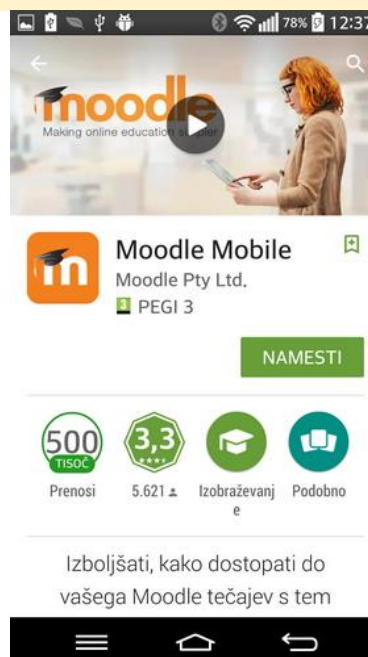 78% 12:37
moodle
Making online education
Moodle Mobile
Moodle Pty Ltd.
3 PEGI 3
NAMESTI
500
TISOČ
3,3
Prenosi
5.621
Izobraževanj
e
Podobno
Izboljšati, kako dostopati do
vašega Moodle tečajev s tem